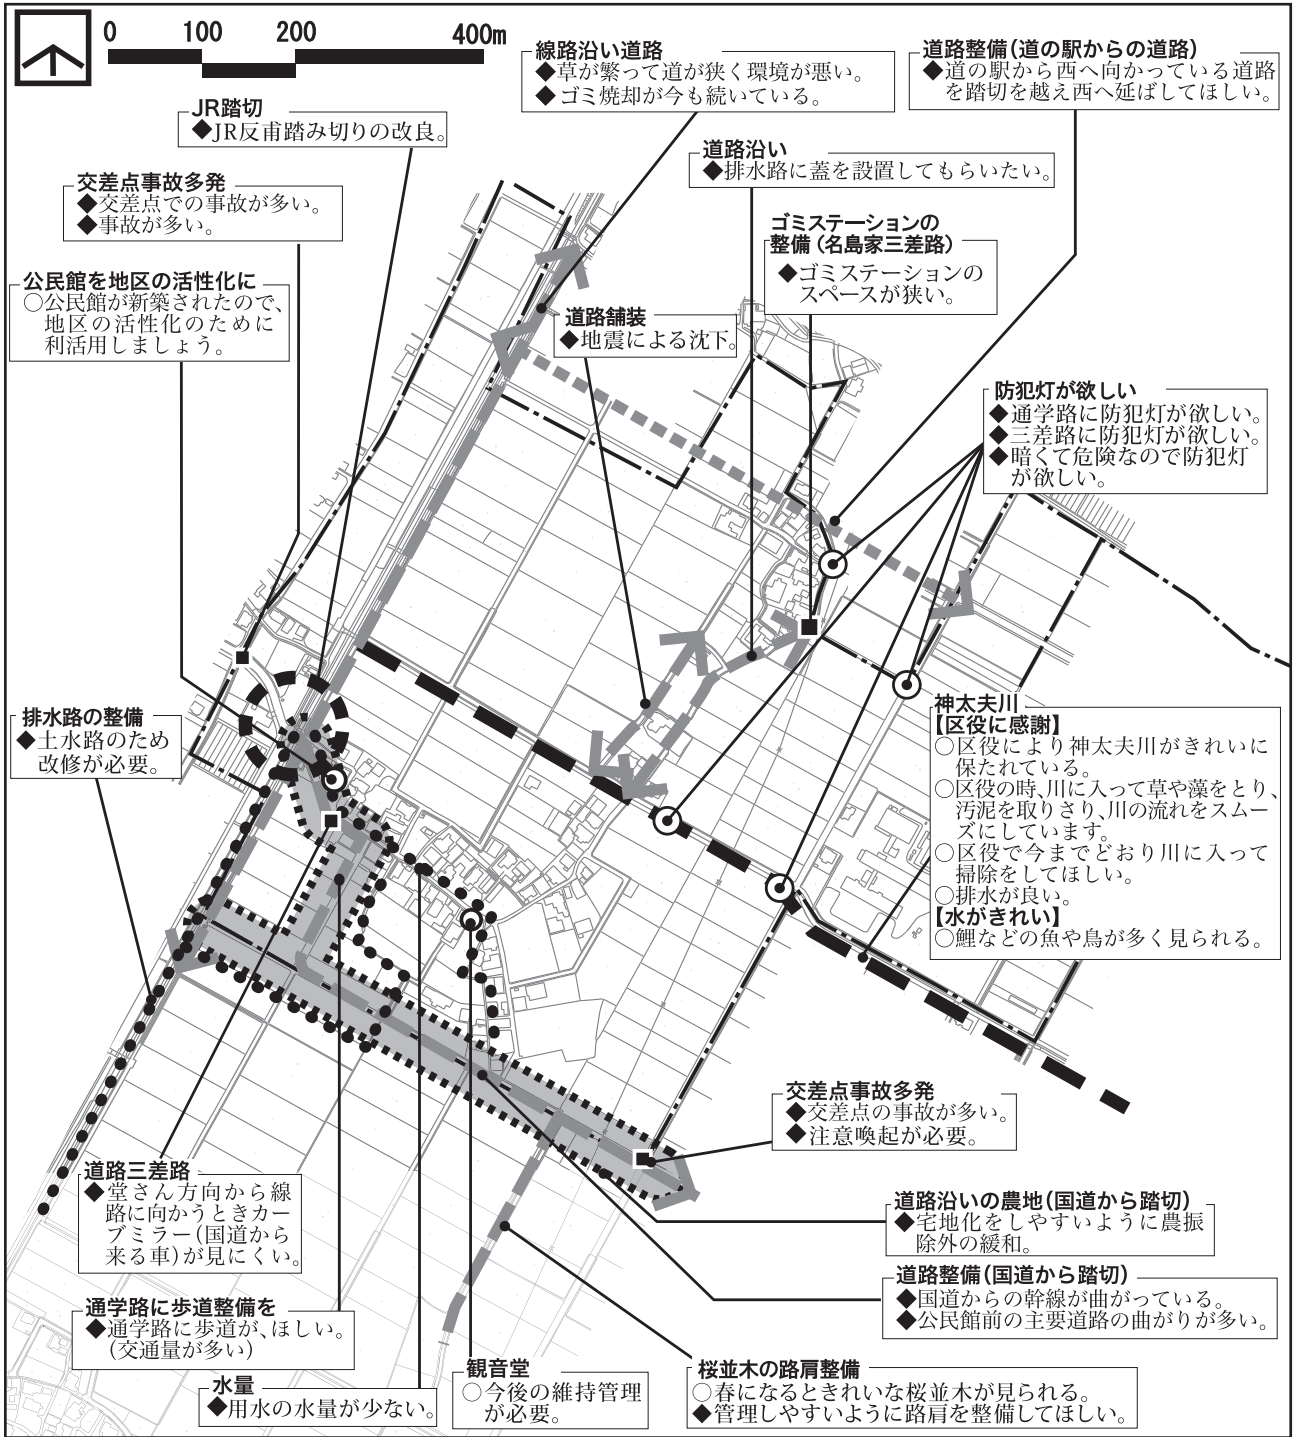 0 100 200 400m
線路沿い道路
◆草が繁って道が狭く環境が悪い。
◆ゴミ焼却が今も続いている。
道路整備(道の駅からの道路)
◆道の駅から西へ向かっている道路
を踏切を越え西へ延ばしてほしい。
JR踏切
◆JR反甫踏み切りの改良。
道路沿い
◆排水路に蓋を設置してもらいたい。
交差点事故多発
◆交差点での事故が多い。
◆事故が多い。
ゴミステーションの
整備(名島家三差路)
◆ゴミステーションの
スペースが狭い。
公民館を地区の活性化に
○公民館が新築されたので、
地区の活性化のために
利活用しましょう。
道路舗装
◆地震による沈下。
防犯灯が欲しい
◆通学路に防犯灯が欲しい。
◆三差路に防犯灯が欲しい。
◆暗くて危険なので防犯灯
が欲しい。
神太夫川
【区役に感謝】
○区役により神太夫川がきれいに
保たれている。
○区役の時、川に入って草や藻をとり、
汚泥を取りさり、川の流れをスムー
ズにしています。
○区役で今までどおり川に入って
掃除をしてほしい。
○排水が良い。
【水がきれい】
○鯉などの魚や鳥が多く見られる。
排水路の整備
◆土水路のため
改修が必要。
交差点事故多発
◆交差点の事故が多い。
◆注意喚起が必要。
道路三差路
◆堂さん方向から線
路に向かうときカー
ブミラー(国道から
来る車)が見にくい。
道路沿いの農地(国道から踏切)
◆宅地化をしやすいように農振
除外の緩和。
道路整備(国道から踏切)
◆国道からの幹線が曲がっている。
◆公民館前の主要道路の曲がりが多い。
通学路に歩道整備を
◆通学路に歩道が、ほしい。
(交通量が多い)
水量
◆用水の水量が少ない。
観音堂
○今後の維持管理
が必要。
桜並木の路肩整備
○春になるときれいな桜並木が見られる。
◆管理しやすいように路肩を整備してほしい。